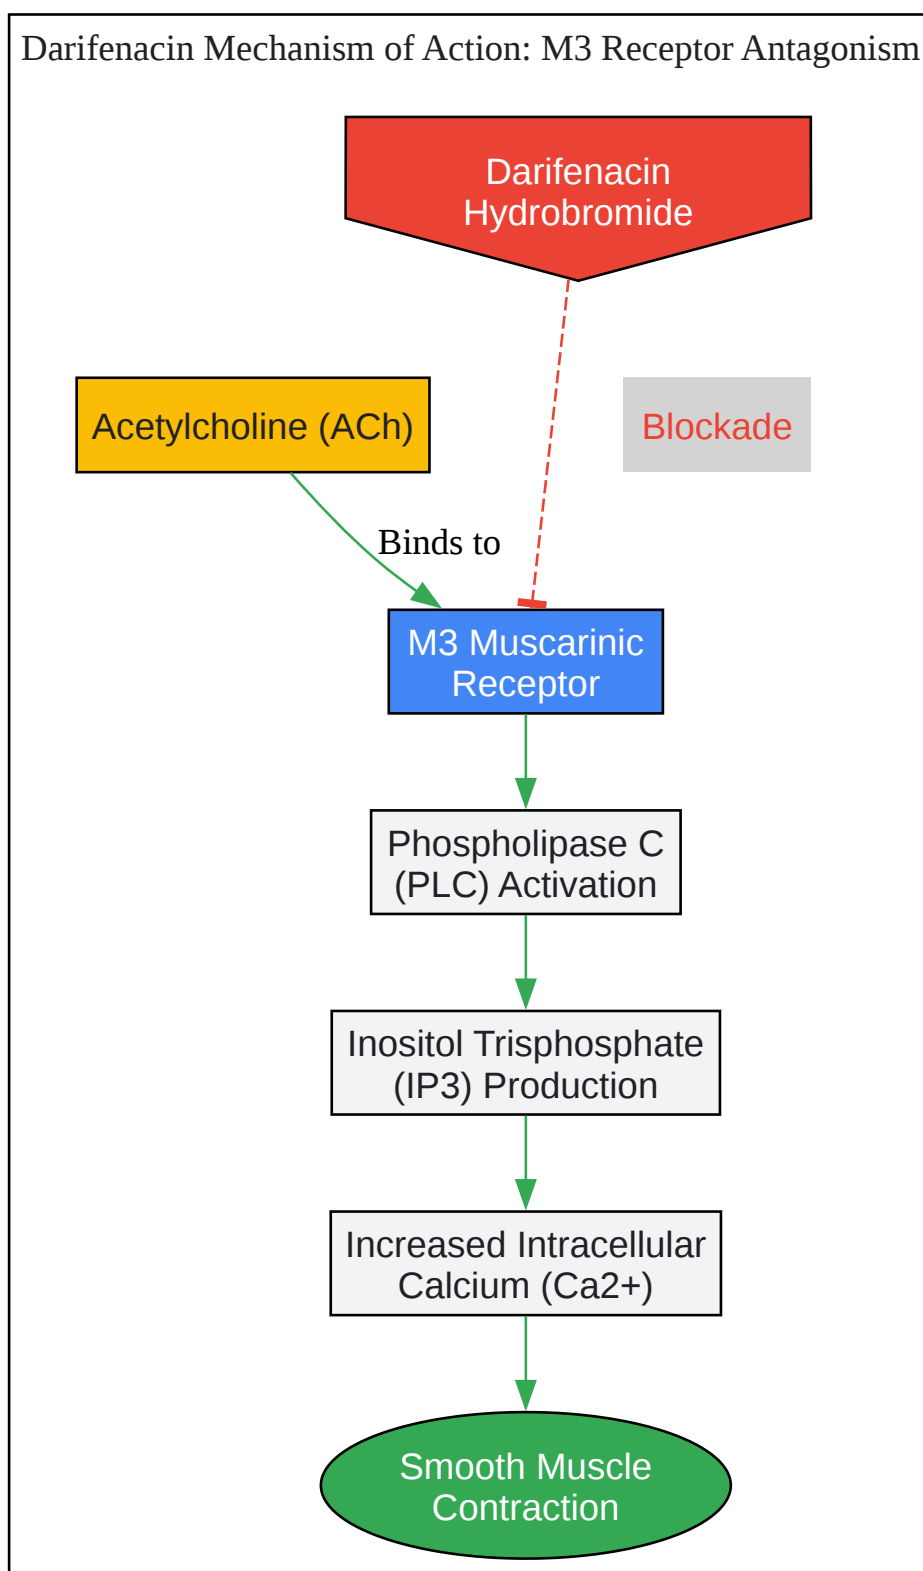 Darifenacin Mechanism of Action: M3 Receptor Antagonism
Darifenacin
Hydrobromide
Acetylcholine (ACh)
Blockade
Binds to
M3 Muscarinic
Receptor
Phospholipase C
(PLC) Activation
Inositol Trisphosphate
(IP3) Production
Increased Intracellular
Calcium (Ca2+)
Smooth Muscle
Contraction